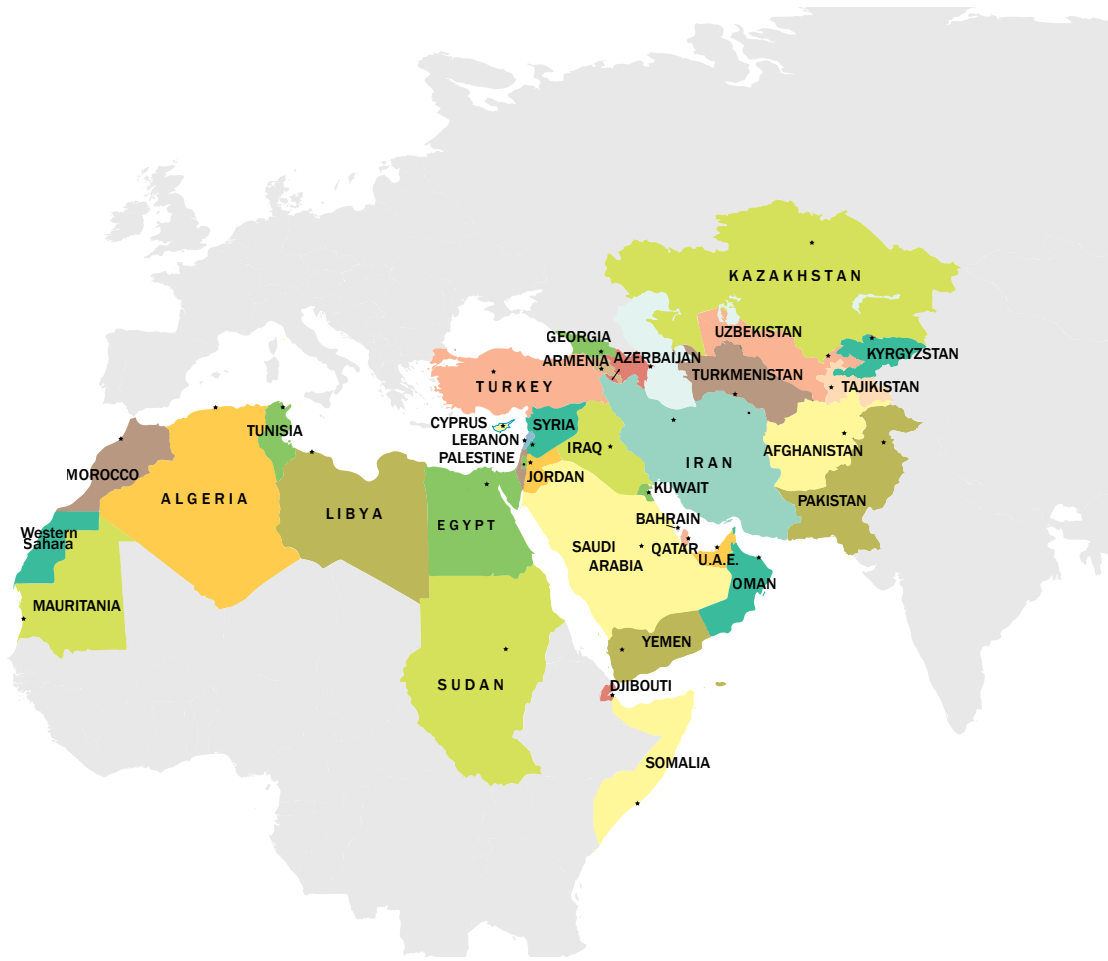 KAZAKHSTAN
UZBEKISTAN
GEORGIA
KYRGYZSTAN
ARMENIA
AZERBAIJAN
TURKMENISTAN
TURKEY
TAJIKISTAN
CYPRUS
SYRIA
TUNISIA
LEBANON
IRAQ
AFGHANISTAN
PALESTINE
IRAN
MOROCCO
JORDAN
KUWAIT
ALGERIA
PAKISTAN
LIBYA
BAHRAIN
EGYPT
Western
Sahara
SAUDI
ARABIA
QATAR
U.A.E.
OMAN
MAURITANIA
YEMEN
SUDAN
DJIBOUTI
SOMALIA